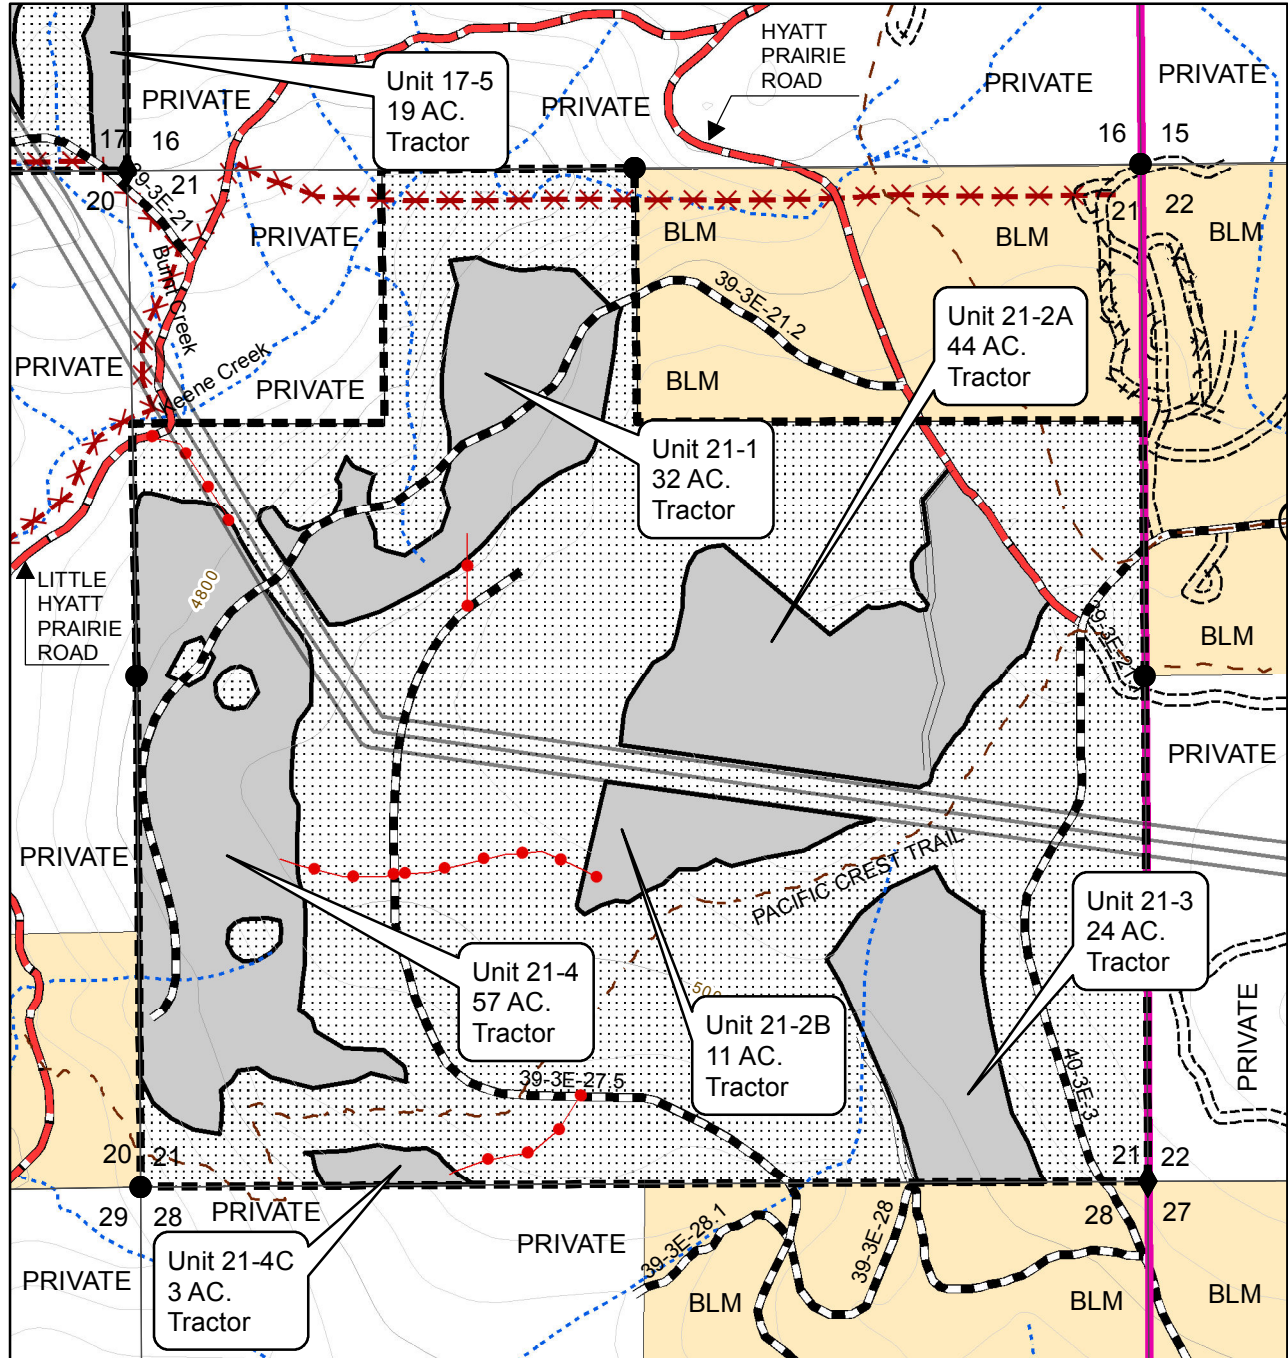 HYATT
PRAIRIE
ROAD
Unit 17-5
19 AC.
Tractor
PRIVATE
PRIVATE
PRIVATE
PRIVATE
17 16
16 15
20 21
21 22
39-3E-21
PRIVATE
BLM
BLM
BLM
Burnt Creek
39-3E-21.2
Unit 21-2A
44 AC.
Tractor
PRIVATE
Keene Creek
PRIVATE
BLM
Unit 21-1
32 AC.
Tractor
LITTLE
HYATT
PRAIRIE
ROAD
4800
BLM
PRIVATE
PRIVATE
PACIFIC CREST TRAIL
Unit 21-3
24 AC.
Tractor
Unit 21-4
57 AC.
Tractor
Unit 21-2B
11 AC.
Tractor
PRIVATE
39-3E-27.5
40-3E-3
20 21
21 22
29 28
28 27
PRIVATE
Unit 21-4C
3 AC.
Tractor
PRIVATE
PRIVATE
39-3E-28.1
39-3E-28
BLM
BLM
BLM